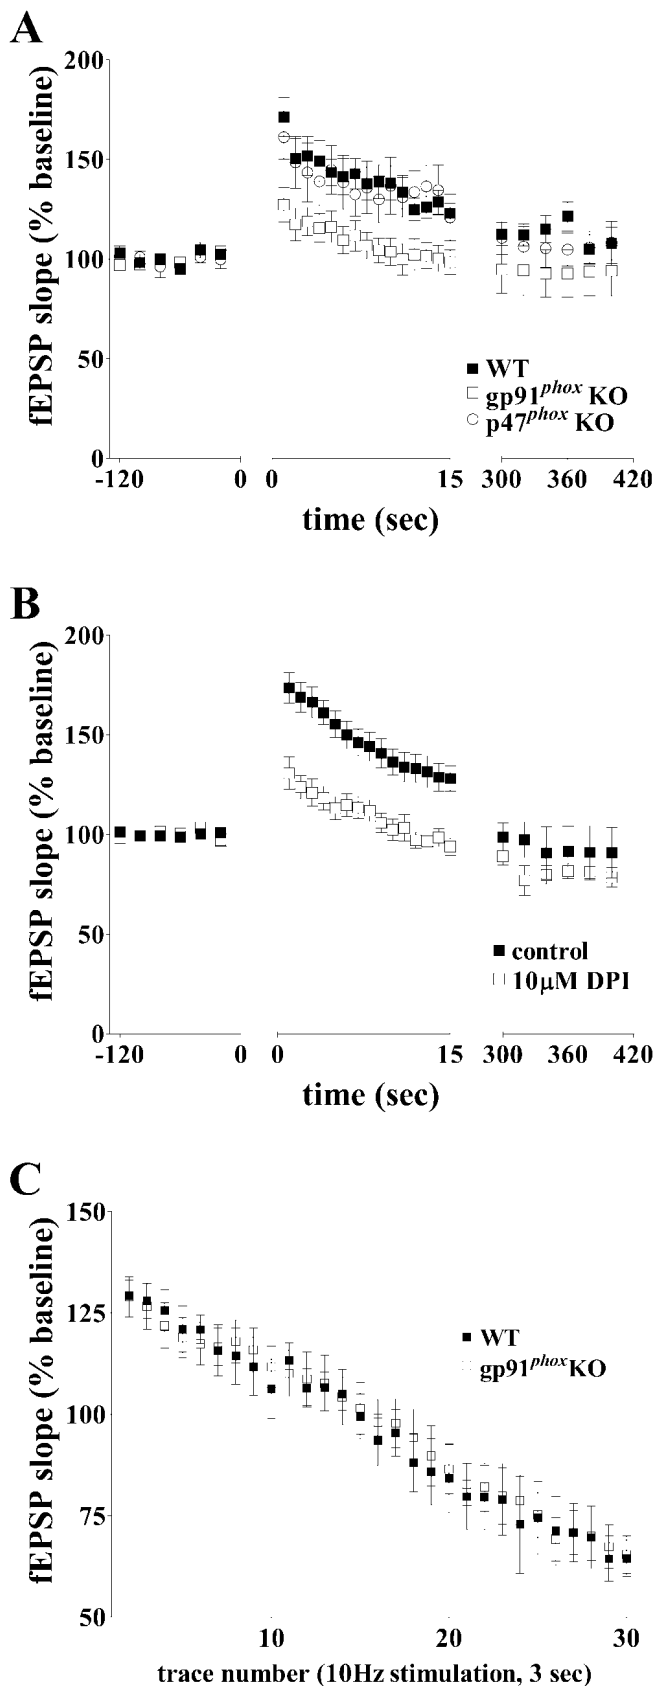 A
fEPSP slope (% baseline)
200
150
100
50
0
WT
gp91phox KO
p47phox KO
-120 0 0 15 300 360 420
time (sec)
B
fEPSP slope (% baseline)
200
150
100
50
0
control
10μM DPI
-120 0 0 15 300 360 420
time (sec)
C
fEPSP slope (% baseline)
150
125
100
75
50
WT
gp91phox KO
10 20 30
trace number (10Hz stimulation, 3 sec)